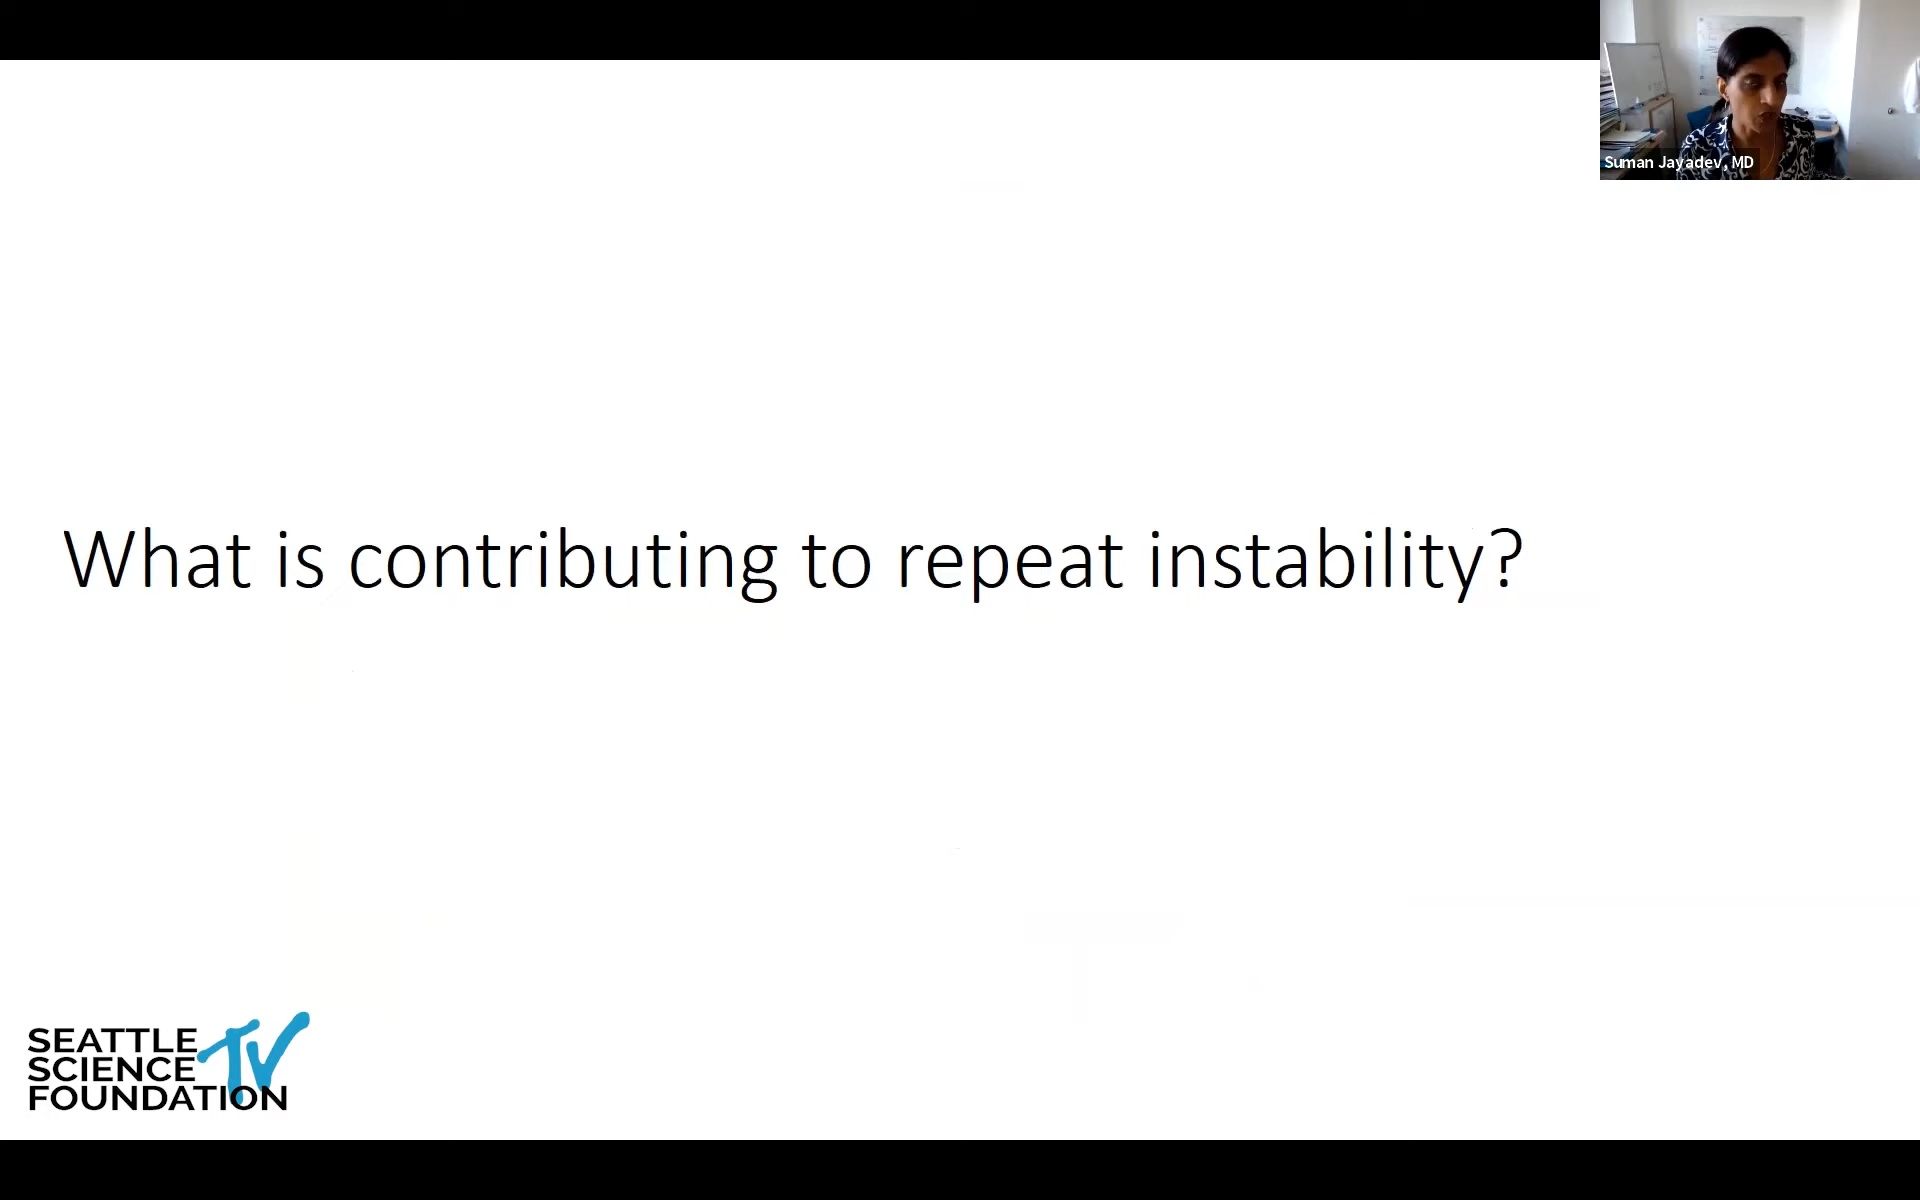 Suman Jayadev, MD
What is contributing to repeat instability?
SEATTLE
SCIENCE
FOUNDATION
TV